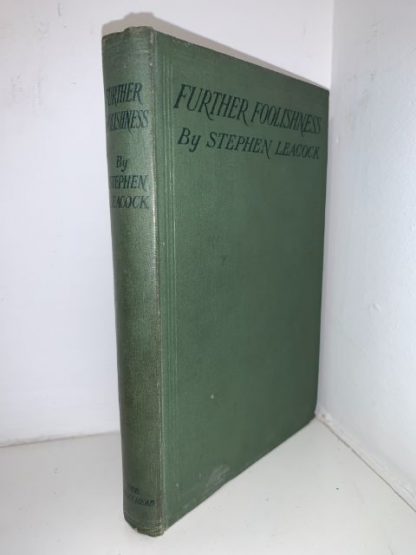 FURTHER
FOOLISHNESS
By
STEPHEN
LEACOCK
FURTHER FOOLISHNESS
By STEPHEN LEACOCK